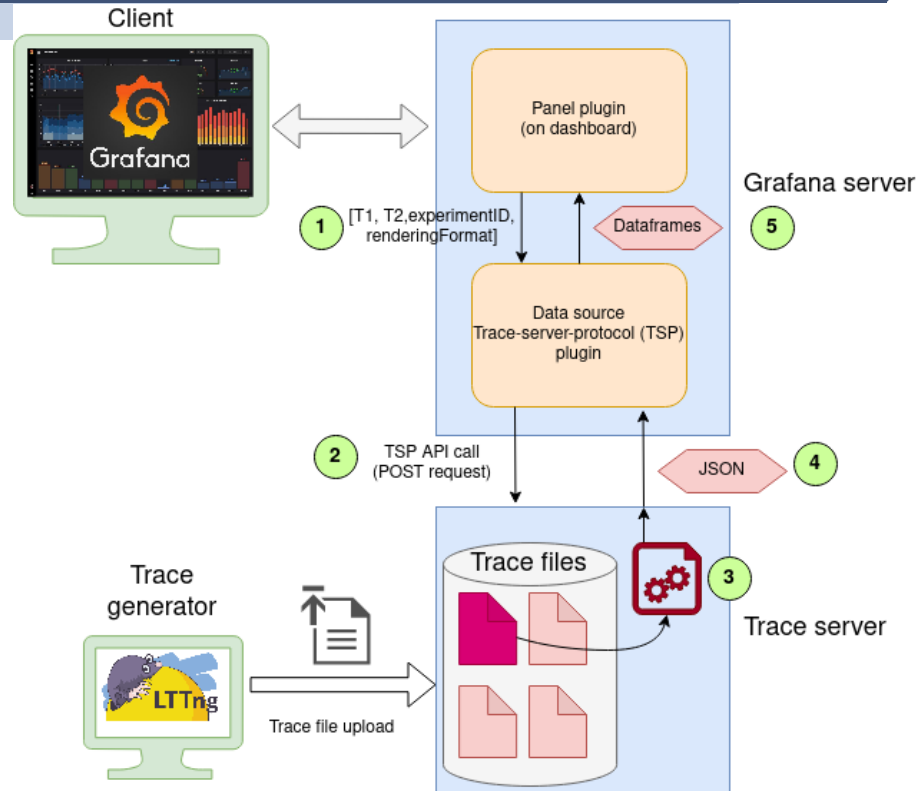 Client
Grafana
Panel plugin
(on dashboard)
Grafana server
1
[T1, T2,experimentID,
renderingFormat]
Dataframes
5
Data source
Trace-server-protocol (TSP)
plugin
2
TSP API call
(POST request)
JSON
4
Trace files
3
Trace
generator
Trace server
LTTng
Trace file upload